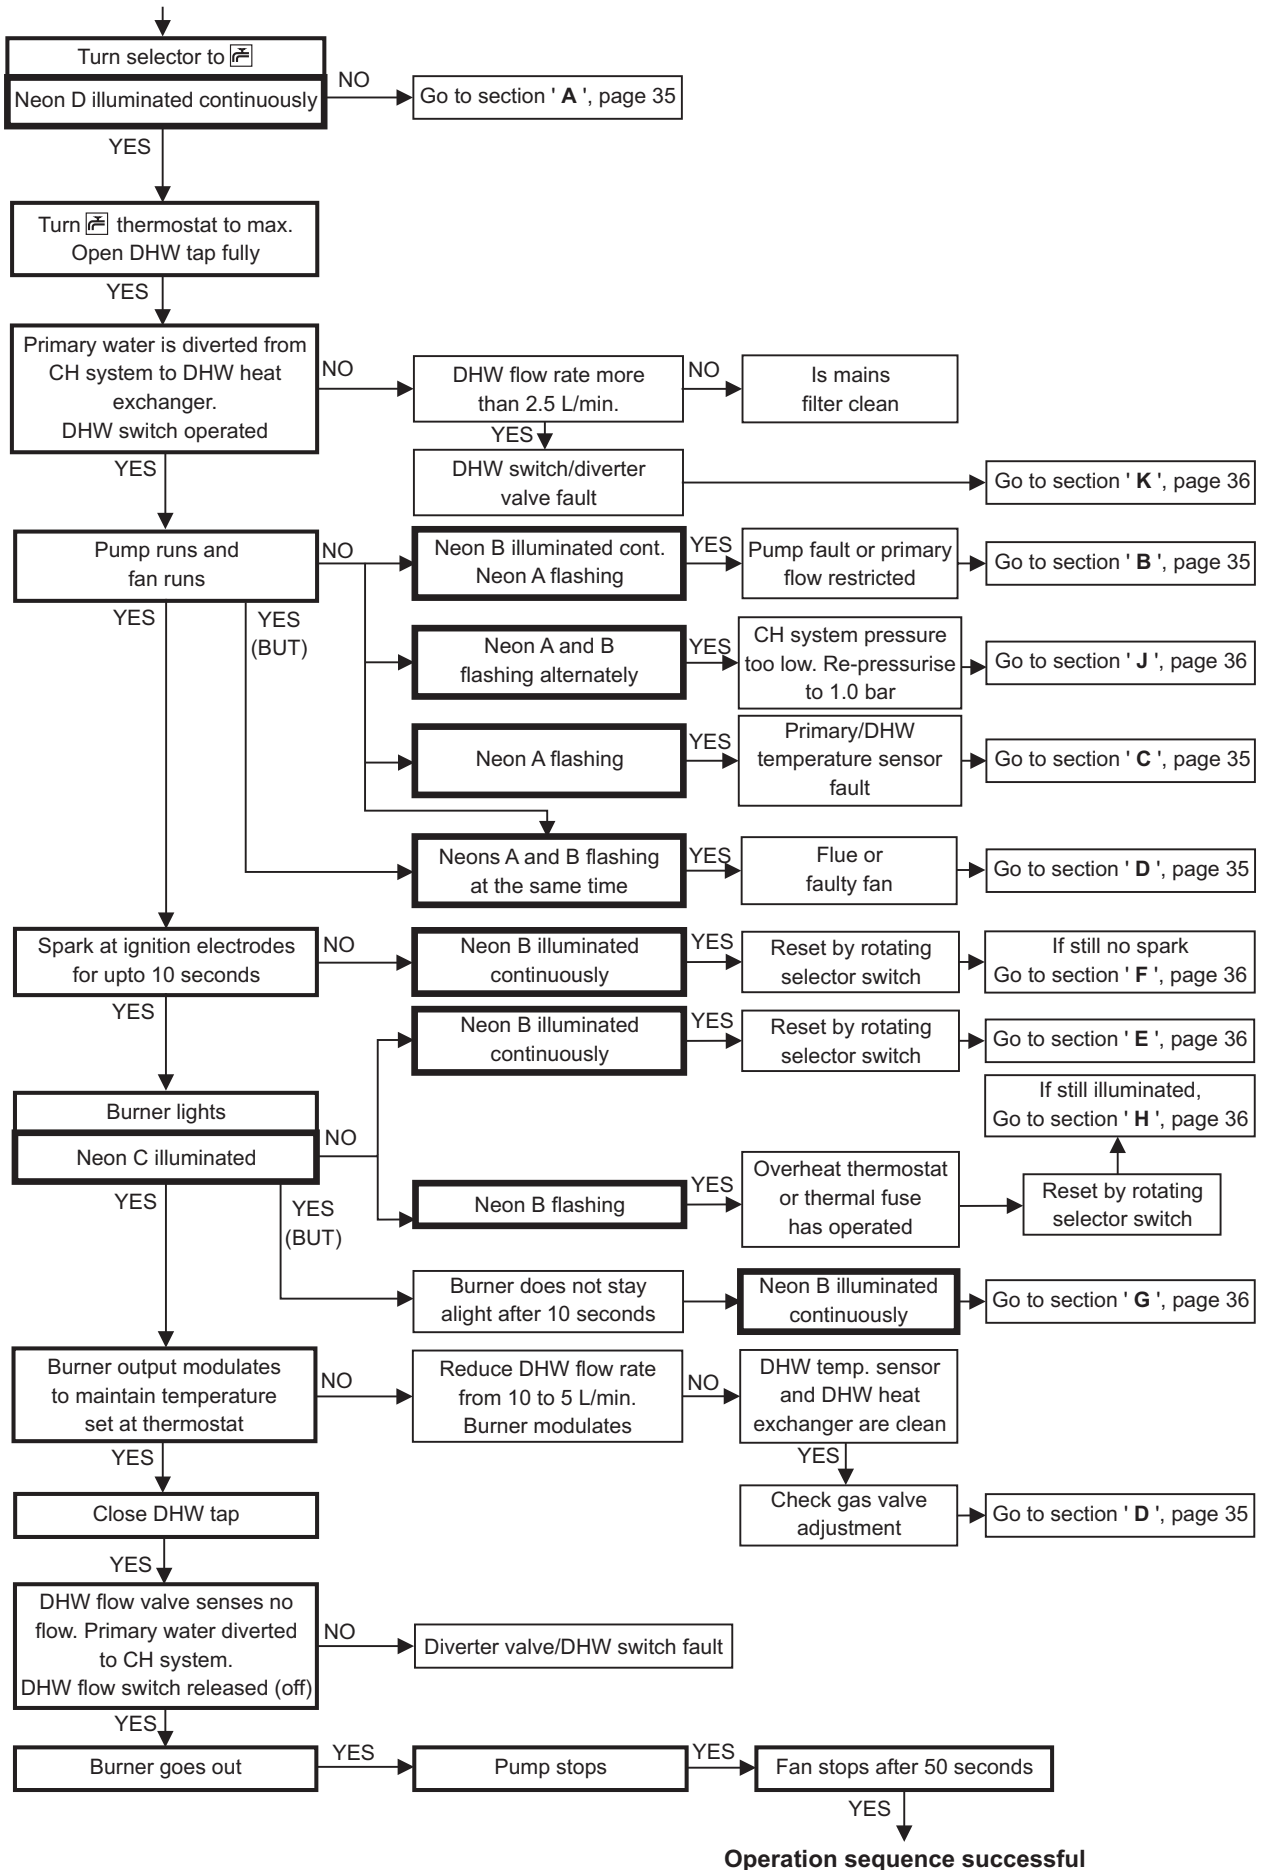 Turn selector to
Neon D illuminated continuously
NO
Go to section ' A ', page 35
YES
Turn thermostat to max.
Open DHW tap fully
YES
Primary water is diverted from
CH system to DHW heat
exchanger.
DHW switch operated
NO
DHW flow rate more
than 2.5 L/min.
NO
Is mains
filter clean
YES
DHW switch/diverter
valve fault
Go to section ' K ', page 36
YES
Pump runs and
fan runs
NO
Neon B illuminated cont.
Neon A flashing
YES
Pump fault or primary
flow restricted
Go to section ' B ', page 35
YES
YES
(BUT)
Neon A and B
flashing alternately
YES
CH system pressure
too low. Re-pressurise
to 1.0 bar
Go to section ' J ', page 36
Neon A flashing
YES
Primary/DHW
temperature sensor
fault
Go to section ' C ', page 35
Neons A and B flashing
at the same time
YES
Flue or
faulty fan
Go to section ' D ', page 35
Spark at ignition electrodes
for upto 10 seconds
NO
Neon B illuminated
continuously
YES
Reset by rotating
selector switch
If still no spark
Go to section ' F ', page 36
YES
Neon B illuminated
continuously
YES
Reset by rotating
selector switch
Go to section ' E ', page 36
Burner lights
Neon C illuminated
NO
If still illuminated,
Go to section ' H ', page 36
Neon B flashing
YES
Overheat thermostat
or thermal fuse
has operated
Reset by rotating
selector switch
YES
YES
(BUT)
Burner does not stay
alight after 10 seconds
Neon B illuminated
continuously
Go to section ' G ', page 36
Burner output modulates
to maintain temperature
set at thermostat
NO
Reduce DHW flow rate
from 10 to 5 L/min.
Burner modulates
NO
DHW temp. sensor
and DHW heat
exchanger are clean
YES
YES
Check gas valve
adjustment
Go to section ' D ', page 35
Close DHW tap
YES
DHW flow valve senses no
flow. Primary water diverted
to CH system.
DHW flow switch released (off)
NO
Diverter valve/DHW switch fault
YES
Burner goes out
YES
Pump stops
YES
Fan stops after 50 seconds
YES
Operation sequence successful